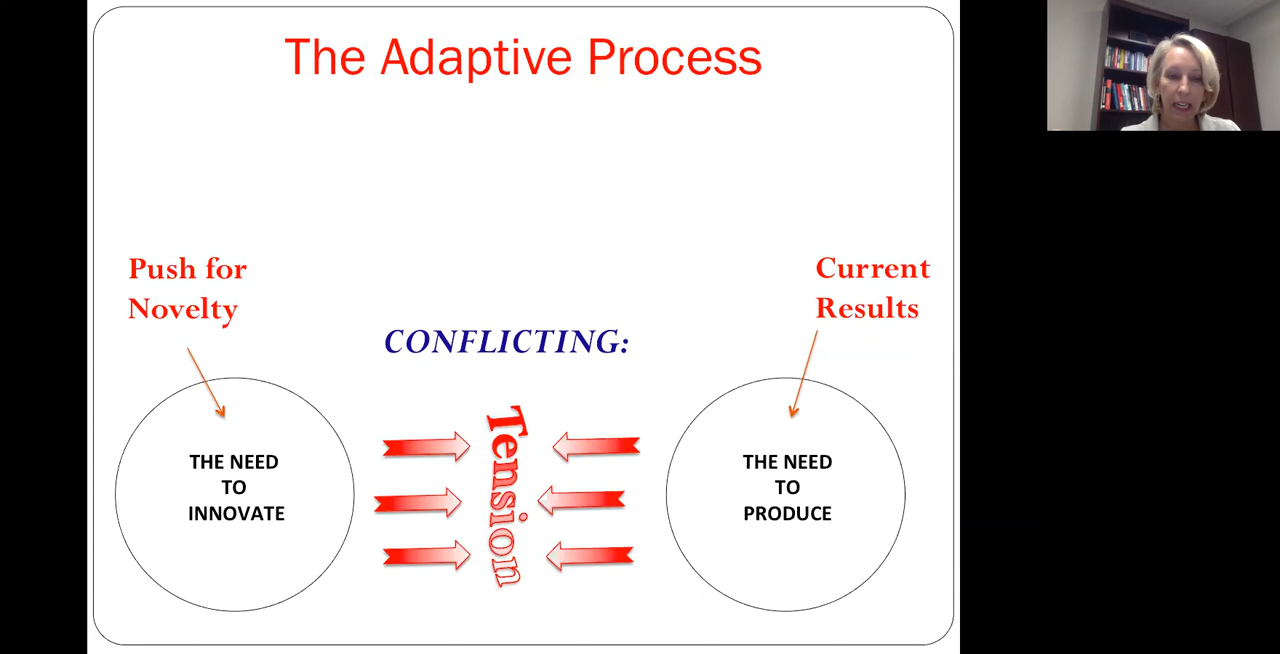 The Adaptive Process
Push for
Novelty
Current
Results
CONFLICTING:
THE NEED
TO
INNOVATE
Tension
THE NEED
TO
PRODUCE